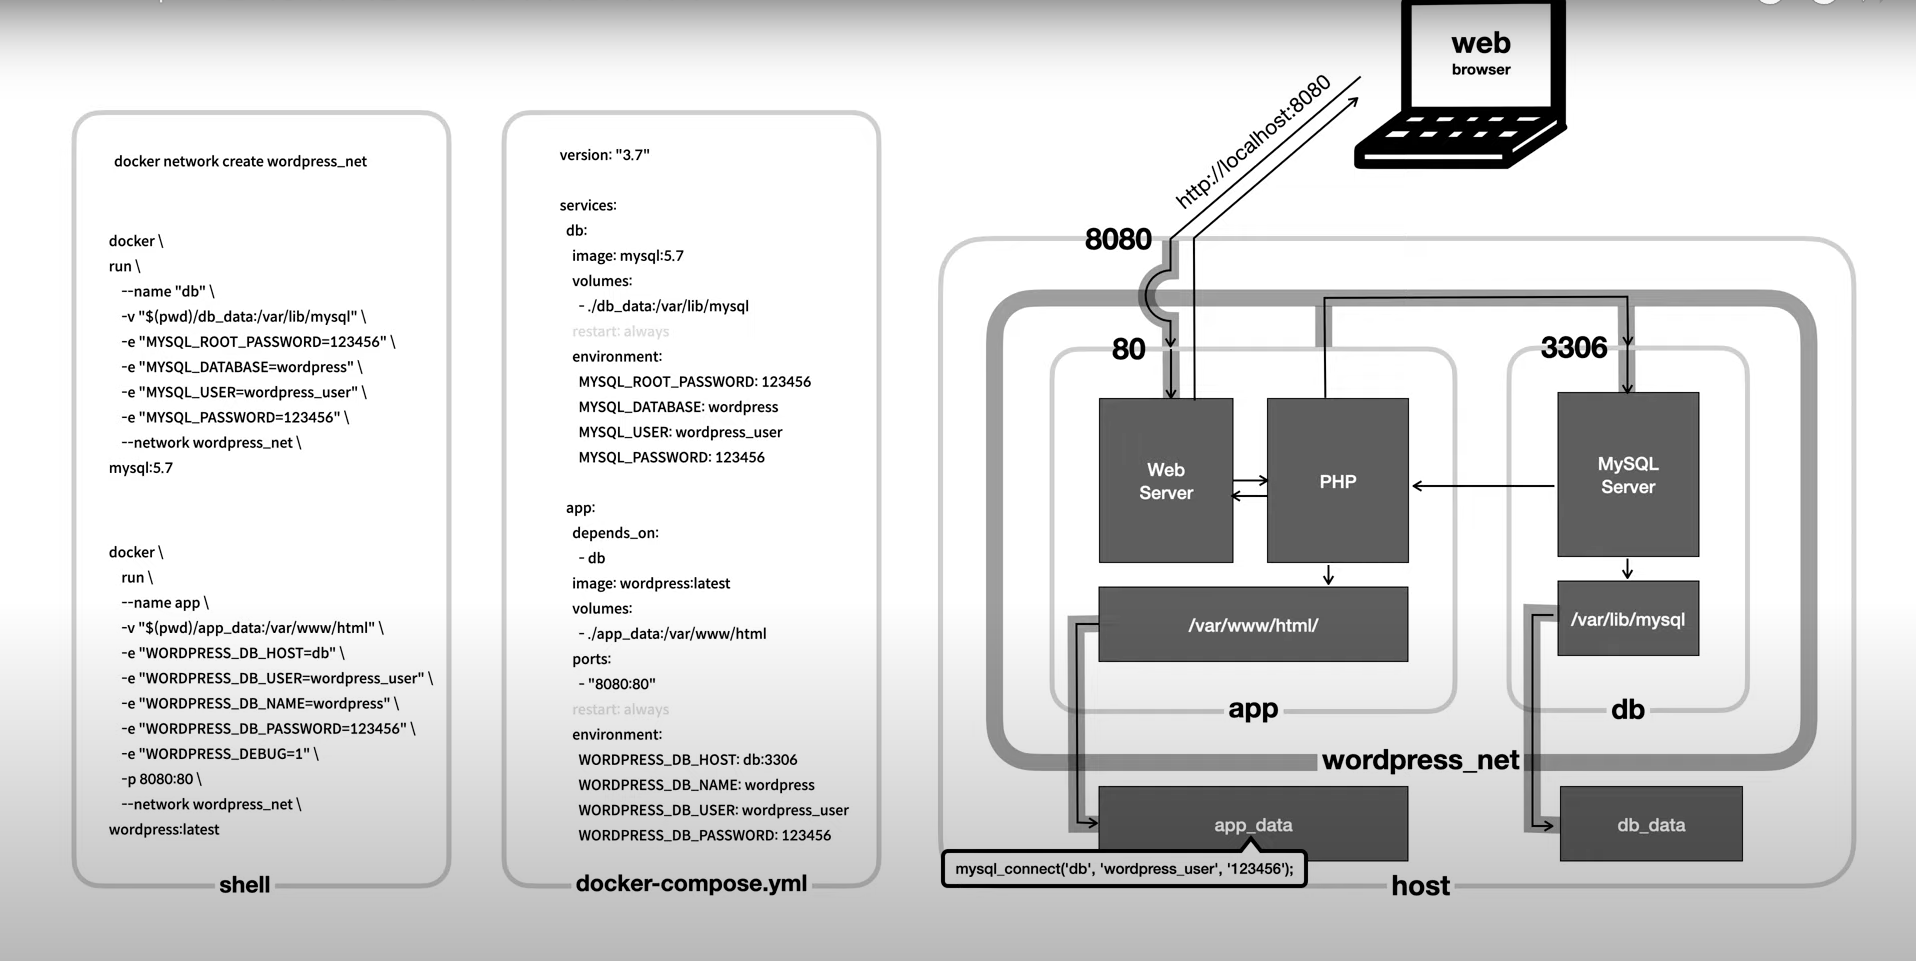 docker network create wordpress_net
docker \
run \
--name "db" \
-v "$(pwd)/db_data:/var/lib/mysql" \
-e "MYSQL_ROOT_PASSWORD=123456" \
-e "MYSQL_DATABASE=wordpress" \
-e "MYSQL_USER=wordpress_user" \
-e "MYSQL_PASSWORD=123456" \
--network wordpress_net \
mysql:5.7
docker \
run \
--name app \
-v "$(pwd)/app_data:/var/www/html" \
-e "WORDPRESS_DB_HOST=db" \
-e "WORDPRESS_DB_USER=wordpress_user" \
-e "WORDPRESS_DB_NAME=wordpress" \
-e "WORDPRESS_DB_PASSWORD=123456" \
-e "WORDPRESS_DEBUG=1" \
-p 8080:80 \
--network wordpress_net \
wordpress:latest
shell
version: "3.7"
services:
db:
image: mysql:5.7
volumes:
- ./db_data:/var/lib/mysql
restart: always
environment:
MYSQL_ROOT_PASSWORD: 123456
MYSQL_DATABASE: wordpress
MYSQL_USER: wordpress_user
MYSQL_PASSWORD: 123456
app:
depends_on:
- db
image: wordpress:latest
volumes:
- ./app_data:/var/www/html
ports:
- "8080:80"
restart: always
environment:
WORDPRESS_DB_HOST: db:3306
WORDPRESS_DB_NAME: wordpress
WORDPRESS_DB_USER: wordpress_user
WORDPRESS_DB_PASSWORD: 123456
docker-compose.yml
web
browser
http://localhost:8080
8080
80
3306
Web
Server
PHP
MySQL
Server
/var/www/html/
/var/lib/mysql
app
db
wordpress_net
app_data
db_data
mysql_connect('db', 'wordpress_user', '123456');
host